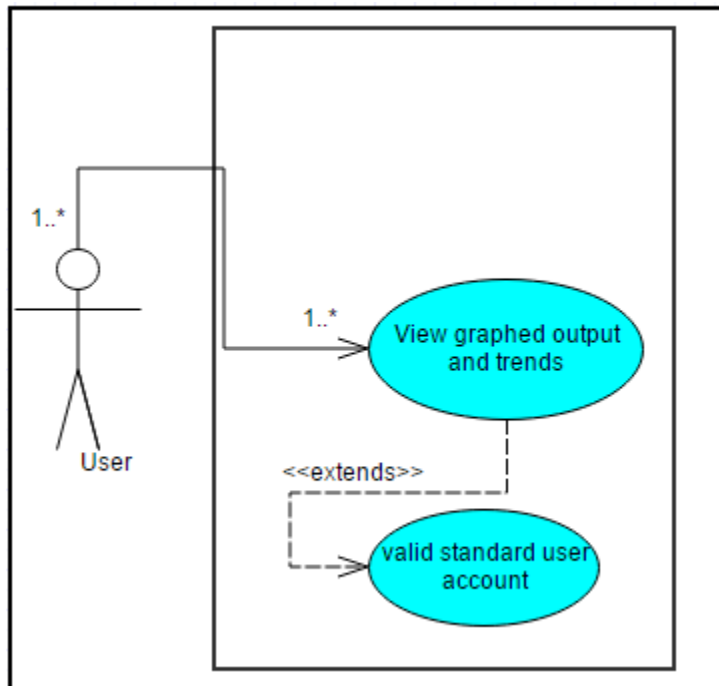 1..*
User
1..*
View graphed output
and trends
<<extends>>
valid standard user
account